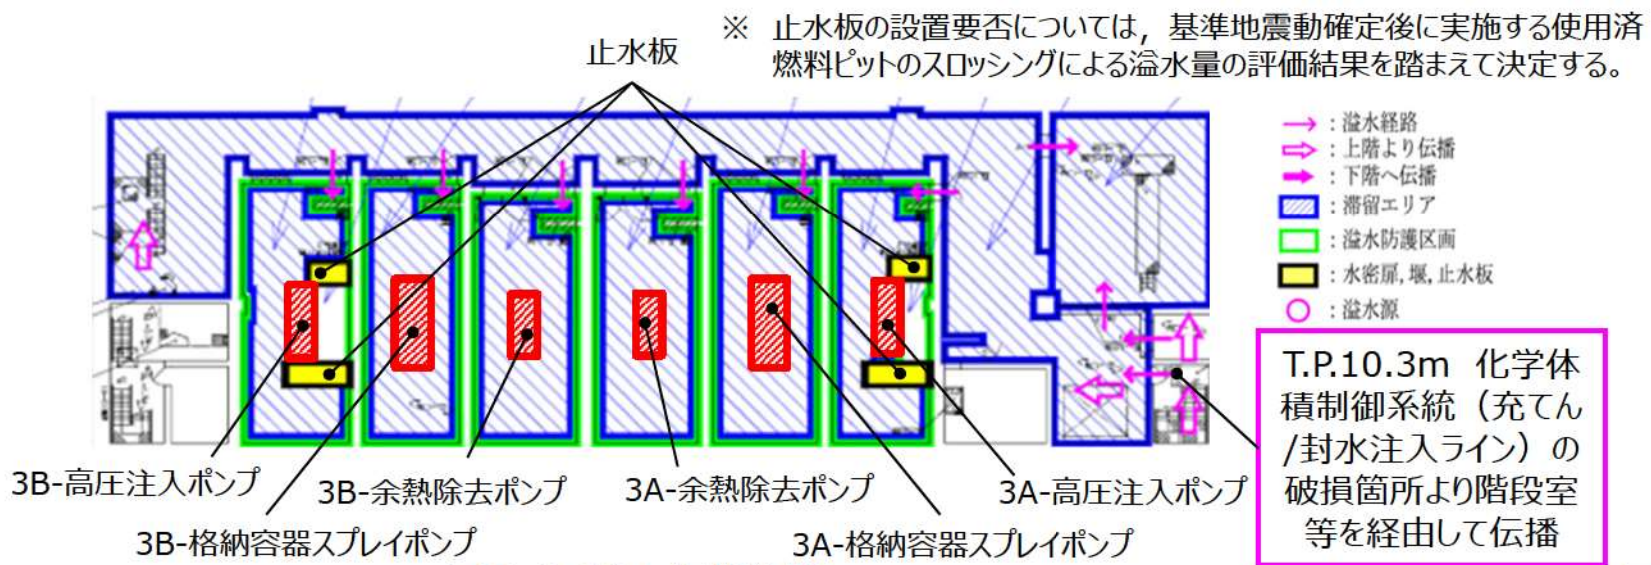 ※ 止水板の設置要否については，基準地震動確定後に実施する使用済
燃料ピットのスロッシングによる溢水量の評価結果を踏まえて決定する。
止水板
：溢水経路
：上階より伝播
：下階へ伝播
：滞留エリア
：溢水防護区画
：水密扉, 堰, 止水板
：溢水源
T.P.10.3m 化学体
積制御系統（充てん
/封水注入ライン）の
破損箇所より階段室
等を経由して伝播
3B-高圧注入ポンプ
3B-余熱除去ポンプ
3A-余熱除去ポンプ
3A-高圧注入ポンプ
3B-格納容器スプレイポンプ
3A-格納容器スプレイポンプ